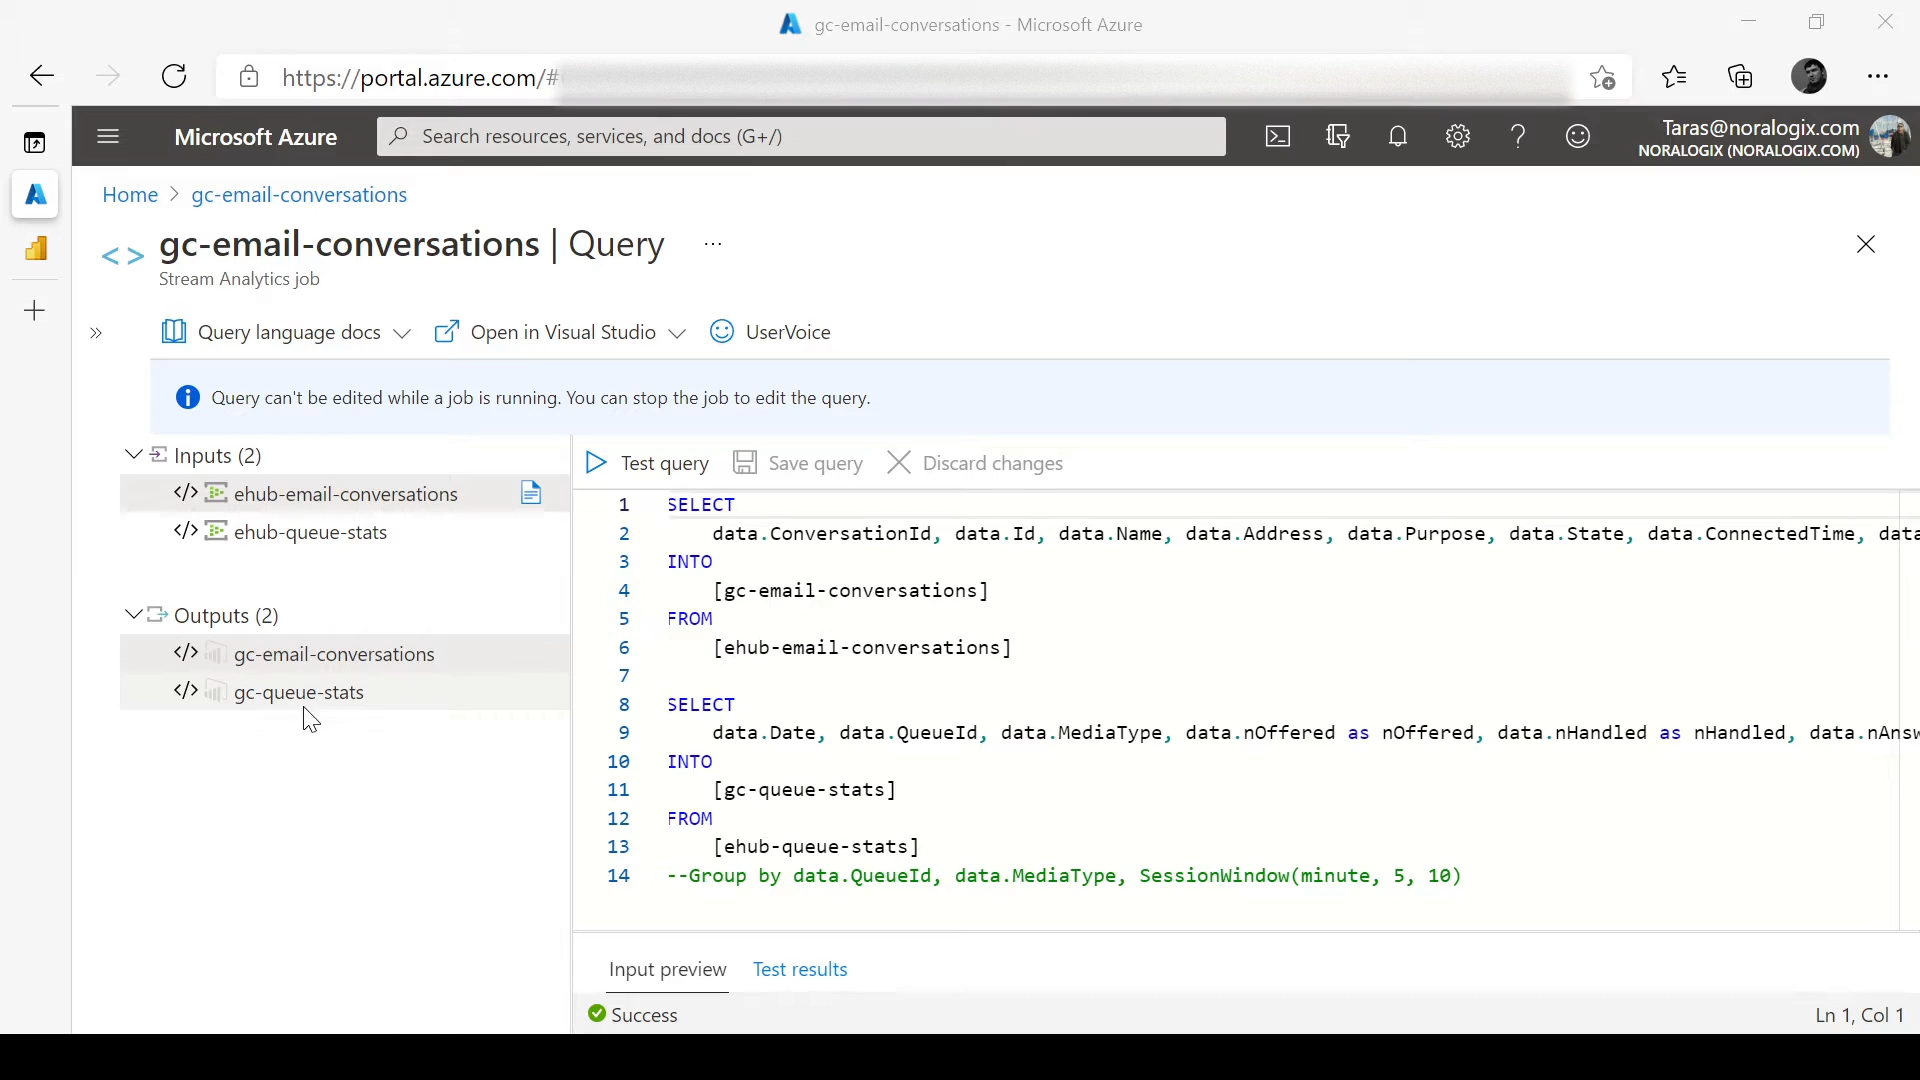 gc-email-conversations - Microsoft Azure
https://portal.azure.com/#
Microsoft Azure
Search resources, services, and docs (G+/)
Taras@noralogix.com
NORALOGIX (NORALOGIX.COM)
Home > gc-email-conversations
gc-email-conversations | Query ...
Stream Analytics job
Query language docs
Open in Visual Studio
UserVoice
Query can't be edited while a job is running. You can stop the job to edit the query.
Inputs (2)
ehub-email-conversations
ehub-queue-stats
Outputs (2)
gc-email-conversations
gc-queue-stats
Test query
Save query
Discard changes
1 SELECT
2 data.ConversationId, data.Id, data.Name, data.Address, data.Purpose, data.State, data.ConnectedTime, data
3 INTO
4 [gc-email-conversations]
5 FROM
6 [ehub-email-conversations]
7
8 SELECT
9 data.Date, data.QueueId, data.MediaType, data.nOffered as nOffered, data.nHandled as nHandled, data.nAnsw
10 INTO
11 [gc-queue-stats]
12 FROM
13 [ehub-queue-stats]
14 --Group by data.QueueId, data.MediaType, SessionWindow(minute, 5, 10)
Input preview
Test results
Success
Ln 1, Col 1